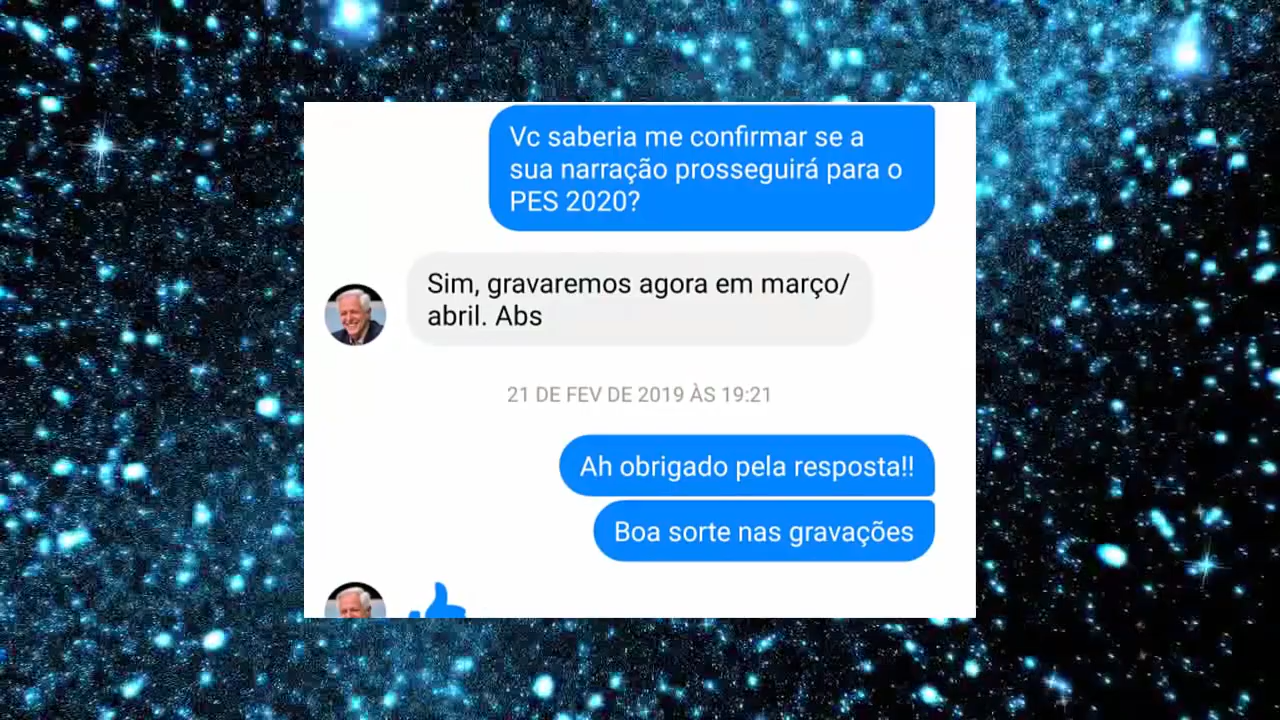 Vc saberia me confirmar se a
sua narração prosseguirá para o
PES 2020?
Sim, gravaremos agora em março/
abril. Abs
21 DE FEV DE 2019 ÀS 19:21
Ah obrigado pela resposta!!
Boa sorte nas gravações